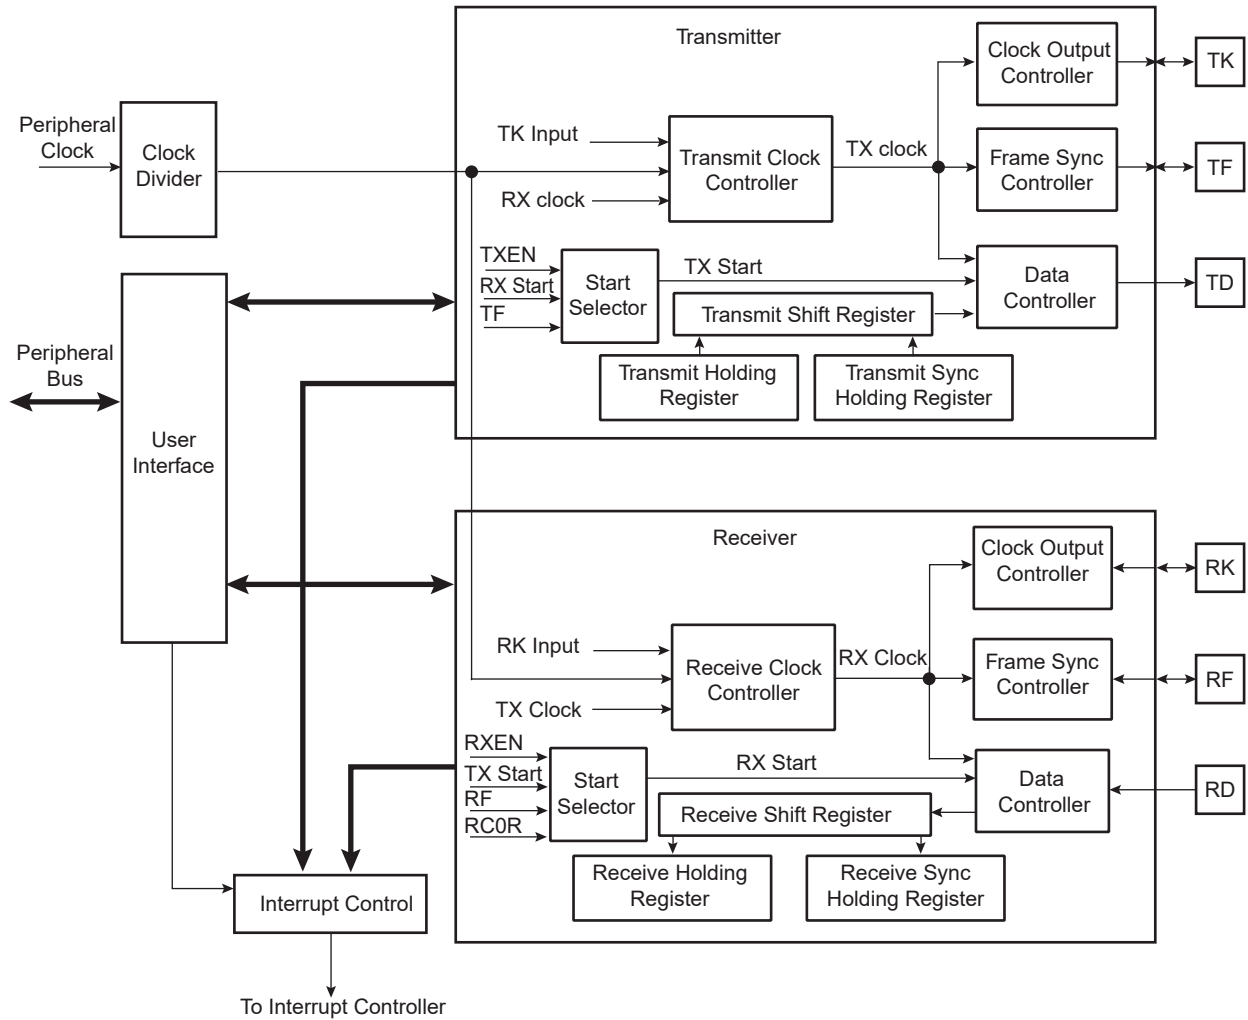 Transmitter
Clock Output
Controller
TK
Peripheral
Clock
Clock
Divider
TK Input
RX clock
Transmit Clock
Controller
TX clock
Frame Sync
Controller
TF
TXEN
RX Start
TF
Start
Selector
TX Start
Data
Controller
TD
Transmit Shift Register
Transmit Holding
Register
Transmit Sync
Holding Register
Peripheral
Bus
User
Interface
Receiver
Clock Output
Controller
RK
RK Input
TX Clock
Receive Clock
Controller
RX Clock
Frame Sync
Controller
RF
RXEN
TX Start
RF
RC0R
Start
Selector
RX Start
Data
Controller
RD
Receive Shift Register
Receive Holding
Register
Receive Sync
Holding Register
Interrupt Control
To Interrupt Controller